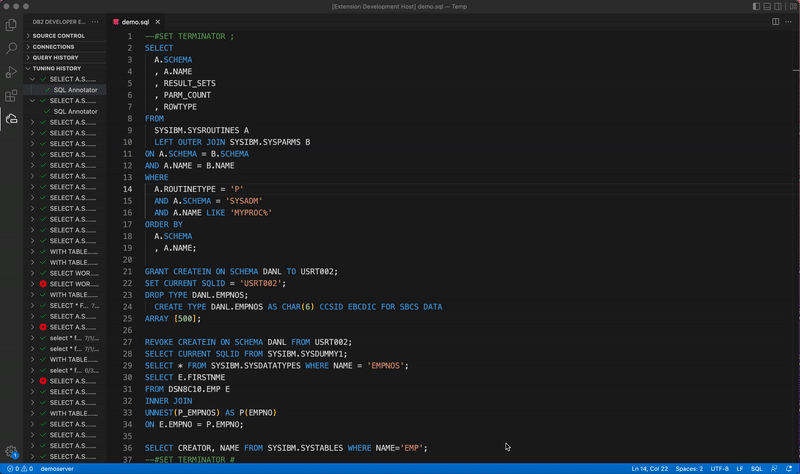 [Extension Development Host] demo.sql — Temp
DB2 DEVELOPER E... ···
demo.sql ×
SOURCE CONTROL
CONNECTIONS
QUERY HISTORY
TUNING HISTORY
SELECT A.S......
SQL Annotator
SELECT A.S......
SQL Annotator
SELECT A.S......
SELECT A.S......
SELECT A.S......
SELECT A.S......
SELECT A.S......
SELECT A.S......
SELECT A.S......
SELECT A.S......
SELECT A.S......
SELECT A.S......
SELECT A.S......
WITH TABLE......
WITH TABLE......
SELECT WOR......
SELECT WOR......
WITH TABLE......
SELECT * F... 7/...
SELECT A.S......
SELECT A.S......
select * f... 7/1/...
select * f... 7/1/...
WITH TABLE......
select * f... 6/3...
SELECT A.S......
SELECT A.S......
SELECT A.S......
WITH TABLE......
SELECT A.S......
SELECT A.S......
SELECT A.S......
SELECT A.S......
1 --#SET TERMINATOR ;
2 SELECT
3 A.SCHEMA
4 , A.NAME
5 , RESULT_SETS
6 , PARM_COUNT
7 , ROWTYPE
8 FROM
9 SYSIBM.SYSROUTINES A
10 LEFT OUTER JOIN SYSIBM.SYSPARMS B
11 ON A.SCHEMA = B.SCHEMA
12 AND A.NAME = B.NAME
13 WHERE
14 A.ROUTINETYPE = 'P'
15 AND A.SCHEMA = 'SYSADM'
16 AND A.NAME LIKE 'MYPROC%'
17 ORDER BY
18 A.SCHEMA
19 , A.NAME;
20
21 GRANT CREATEIN ON SCHEMA DANL TO USRT002;
22 SET CURRENT SQLID = 'USRT002';
23 DROP TYPE DANL.EMPNOS;
24 CREATE TYPE DANL.EMPNOS AS CHAR(6) CCSID EBCDIC FOR SBCS DATA
25 ARRAY [500];
26
27 REVOKE CREATEIN ON SCHEMA DANL FROM USRT002;
28 SELECT CURRENT SQLID FROM SYSIBM.SYSDUMMY1;
29 SELECT * FROM SYSIBM.SYSDATATYPES WHERE NAME = 'EMPNOS';
30 SELECT E.FIRSTNME
31 FROM DSN8C10.EMP E
32 INNER JOIN
33 UNNEST(P_EMPNOS) AS P(EMPNO)
34 ON E.EMPNO = P.EMPNO;
35
36 SELECT CREATOR, NAME FROM SYSIBM.SYSTABLES WHERE NAME='EMP';
37 --#SET TERMINATOR #
1
0 0 demoserver
Ln 14, Col 22 Spaces: 2 UTF-8 LF SQL